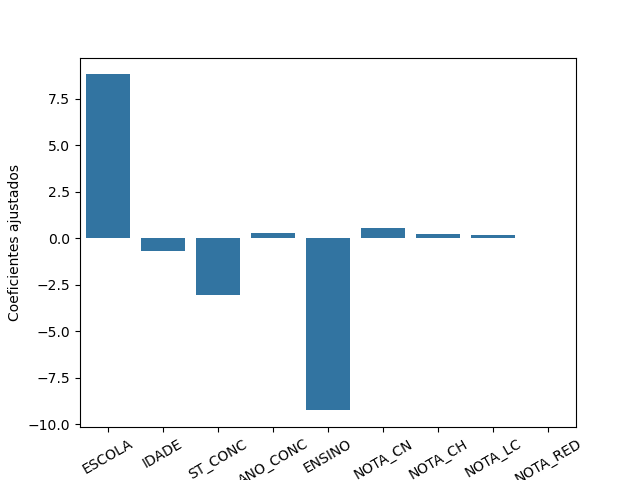 Coeficientes ajustados
7.5
5.0
2.5
0.0
−2.5
−5.0
−7.5
−10.0
ESCOLA
IDADE
ST_CONC
ANO_CONC
ENSINO
NOTA_CN
NOTA_CH
NOTA_LC
NOTA_RED